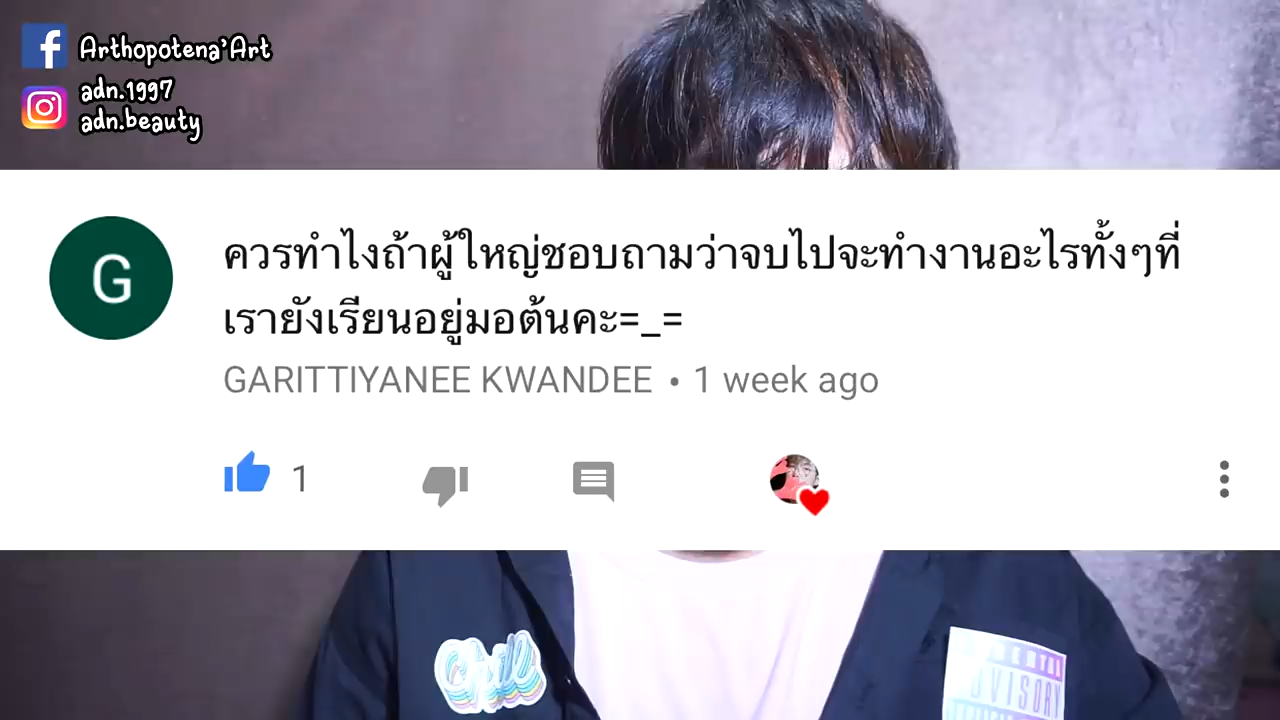 Arthopotena'Art
adn.1997
adn.beauty
G
ควรทำไงถ้าผู้ใหญ่ชอบถามว่าจบไปจะทำงานอะไรทั้งๆที่
เรายังเรียนอยู่มอต้นคะ=_=
GARITTIYANEE KWANDEE • 1 week ago
1
Chill
ADVISORY